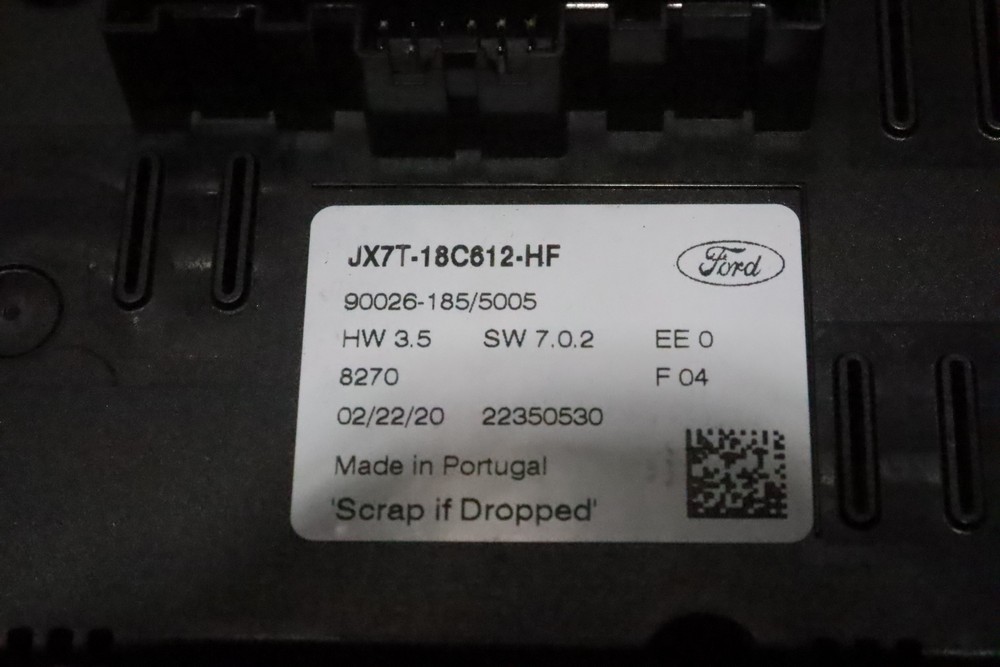 JX7T-18C612-HF
Ford
90026-185/5005
HW 3.5 SW 7.0.2 EE 0
8270 F 04
02/22/20 22350530
Made in Portugal
'Scrap if Dropped'